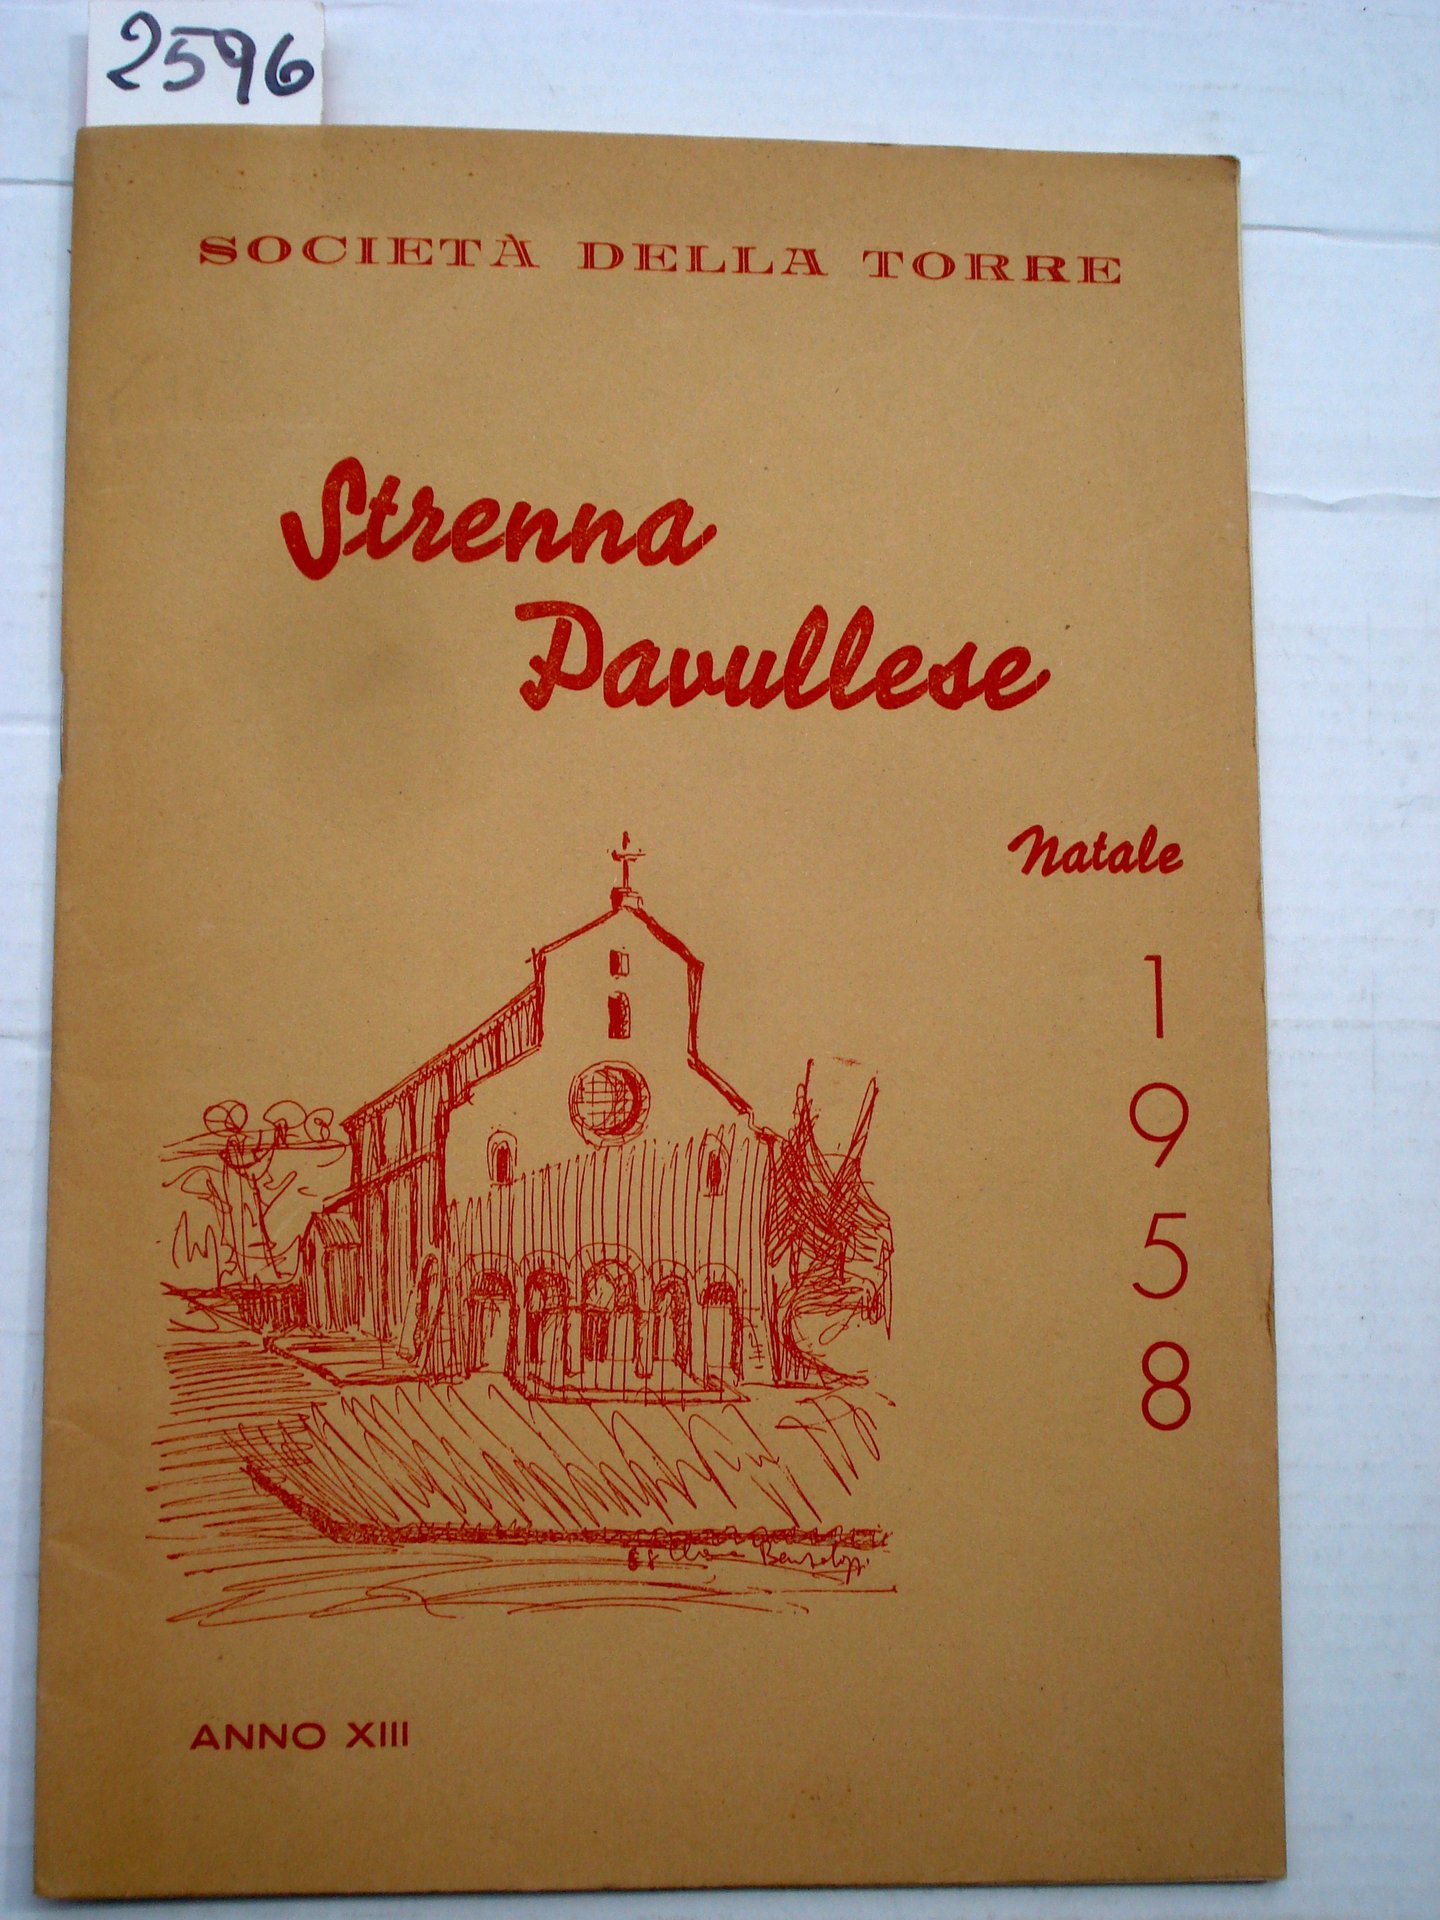 2596
SOCIETÀ DELLA TORRE
Strenna
Pavullese
Natale
1
9
5
8
ANNO XIII